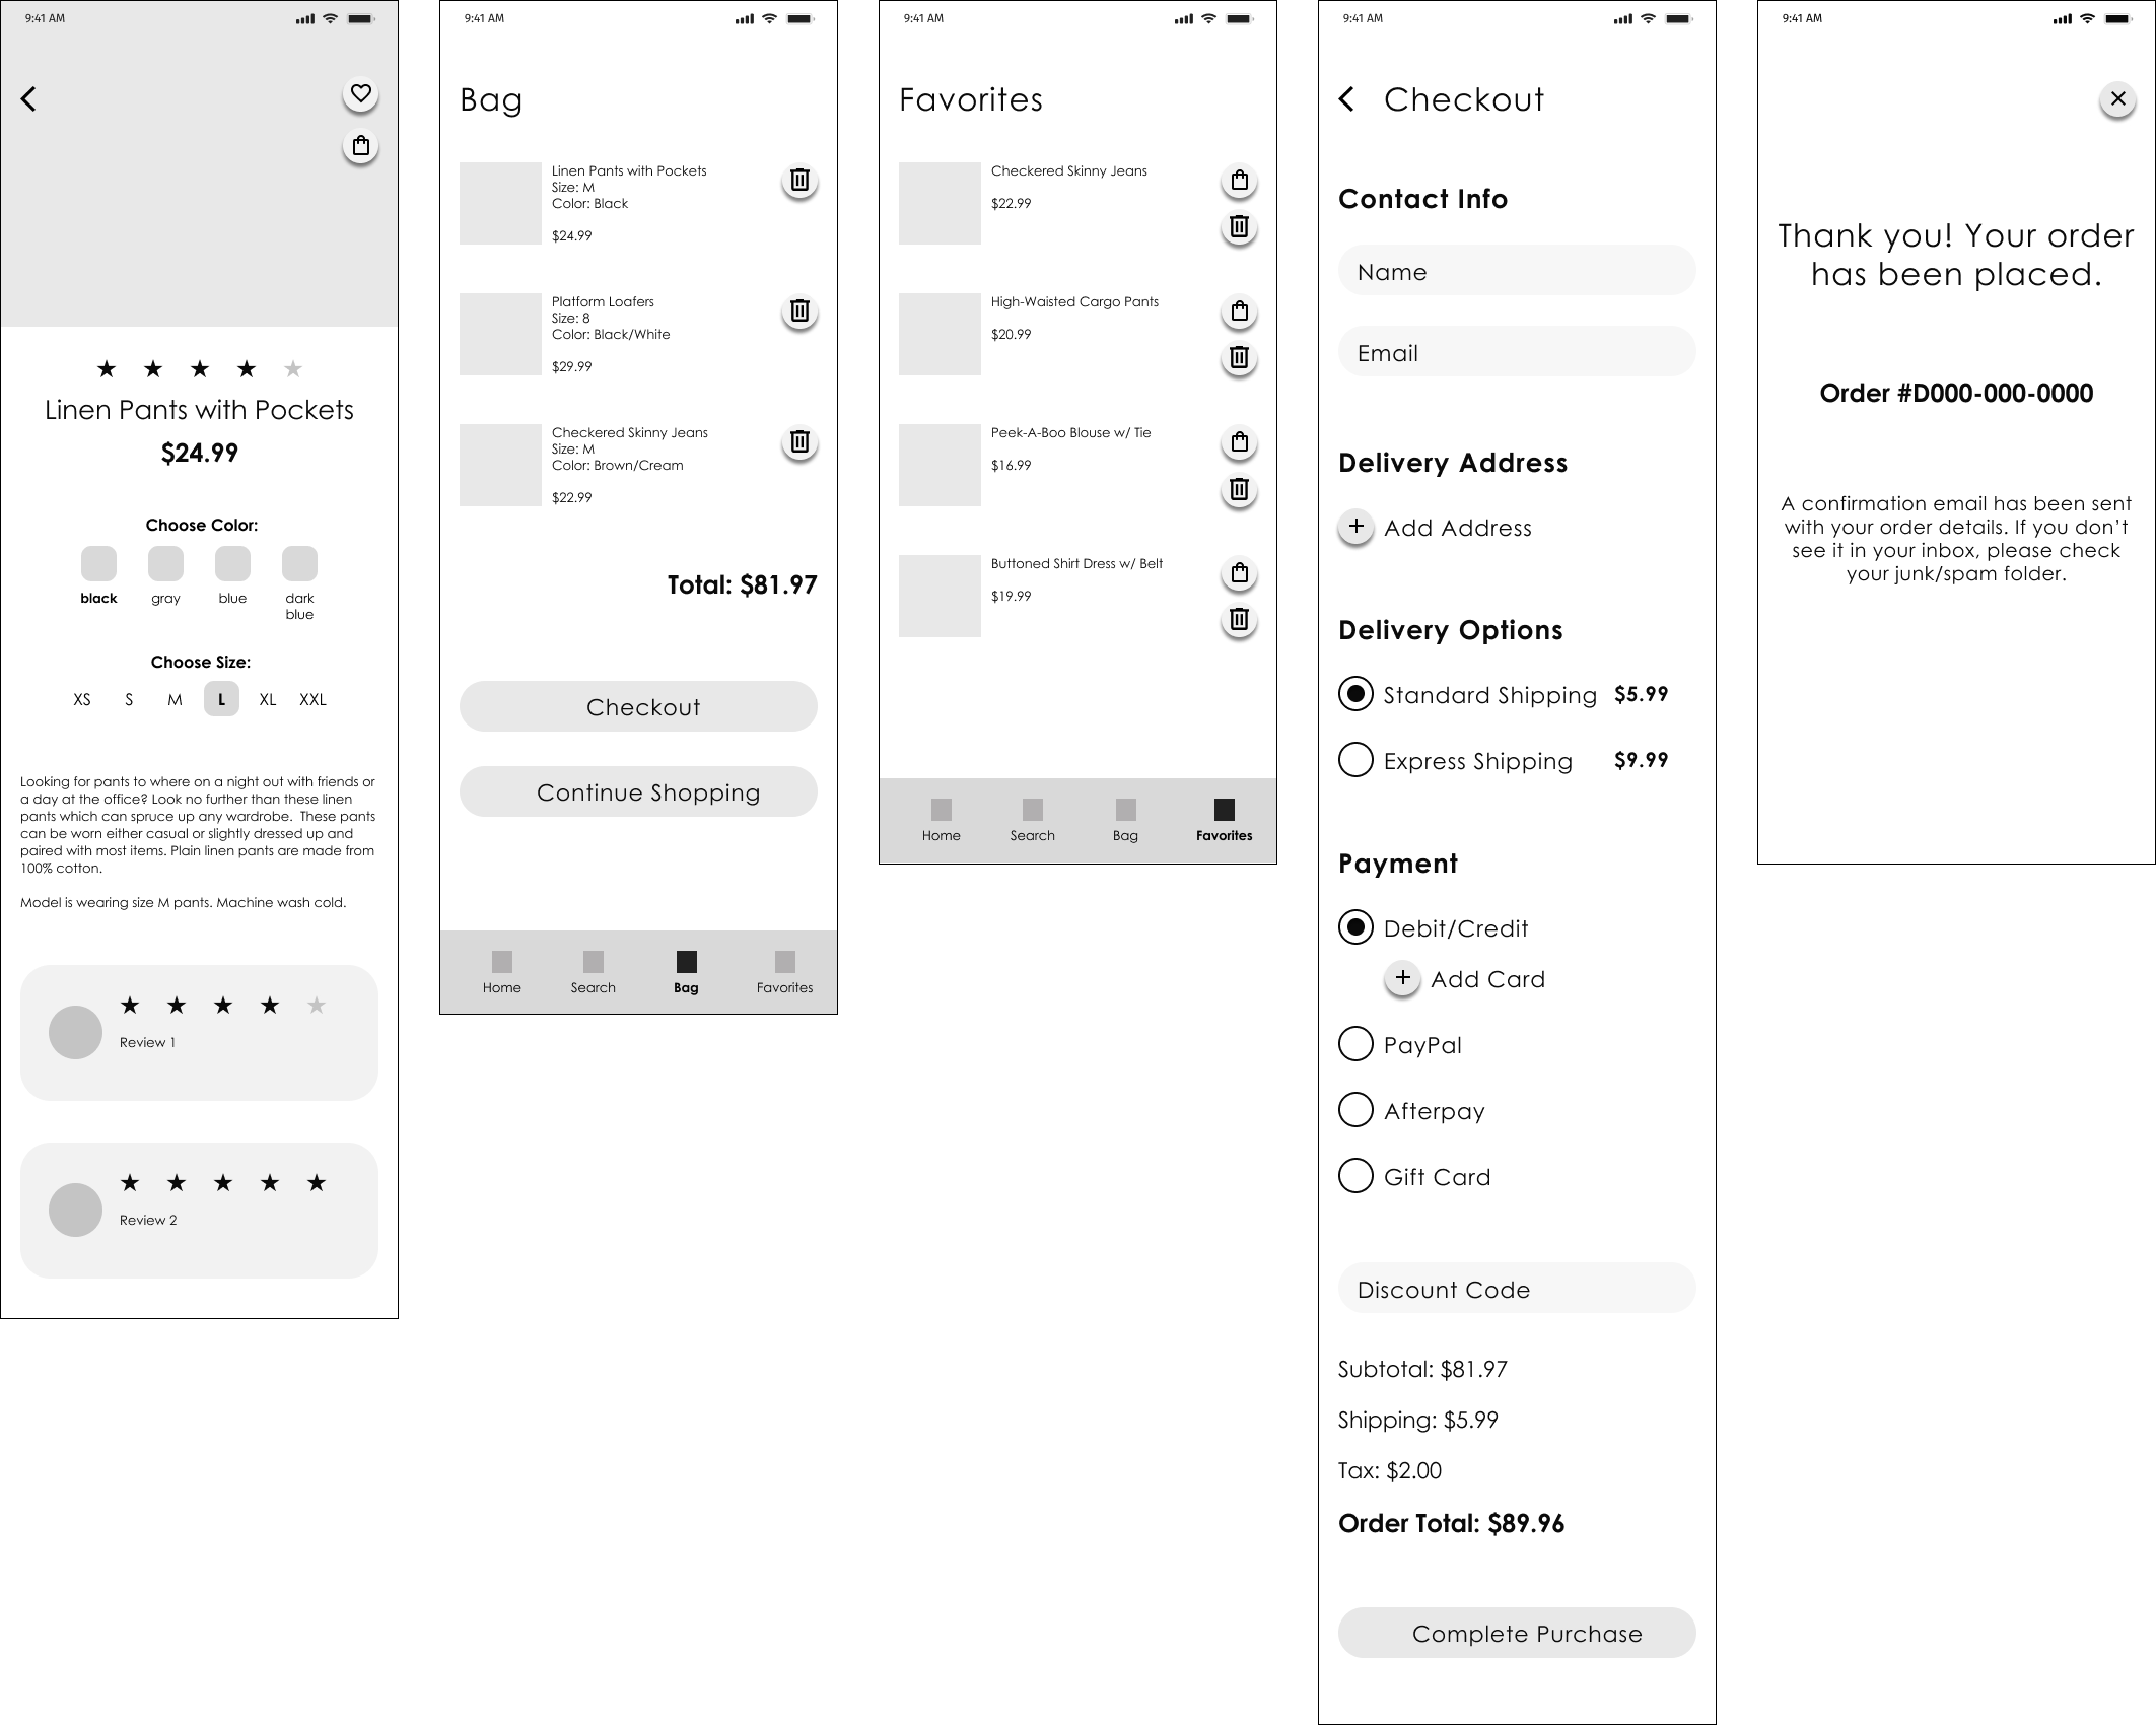 9:41 AM
Linen Pants with Pockets
$24.99
Choose Color:
black gray blue dark
blue
Choose Size:
XS S M L XL XXL
Looking for pants to where on a night out with friends or
a day at the office? Look no further than these linen
pants which can spruce up any wardrobe.  These pants
can be worn either casual or slightly dressed up and
paired with most items. Plain linen pants are made from
100% cotton.
Model is wearing size M pants. Machine wash cold.
Review 1
Review 2
9:41 AM
Bag
Linen Pants with Pockets
Size: M
Color: Black
$24.99
Platform Loafers
Size: 8
Color: Black/White
$29.99
Checkered Skinny Jeans
Size: M
Color: Brown/Cream
$22.99
Total: $81.97
Checkout
Continue Shopping
Home Search Bag Favorites
9:41 AM
Favorites
Checkered Skinny Jeans
$22.99
High-Waisted Cargo Pants
$20.99
Peek-A-Boo Blouse w/ Tie
$16.99
Buttoned Shirt Dress w/ Belt
$19.99
Home Search Bag Favorites
9:41 AM
Checkout
Contact Info
Name
Email
Delivery Address
Add Address
Delivery Options
Standard Shipping $5.99
Express Shipping $9.99
Payment
Debit/Credit
Add Card
PayPal
Afterpay
Gift Card
Discount Code
Subtotal: $81.97
Shipping: $5.99
Tax: $2.00
Order Total: $89.96
Complete Purchase
9:41 AM
Thank you! Your order
has been placed.
Order #D000-000-0000
A confirmation email has been sent
with your order details. If you don’t
see it in your inbox, please check
your junk/spam folder.